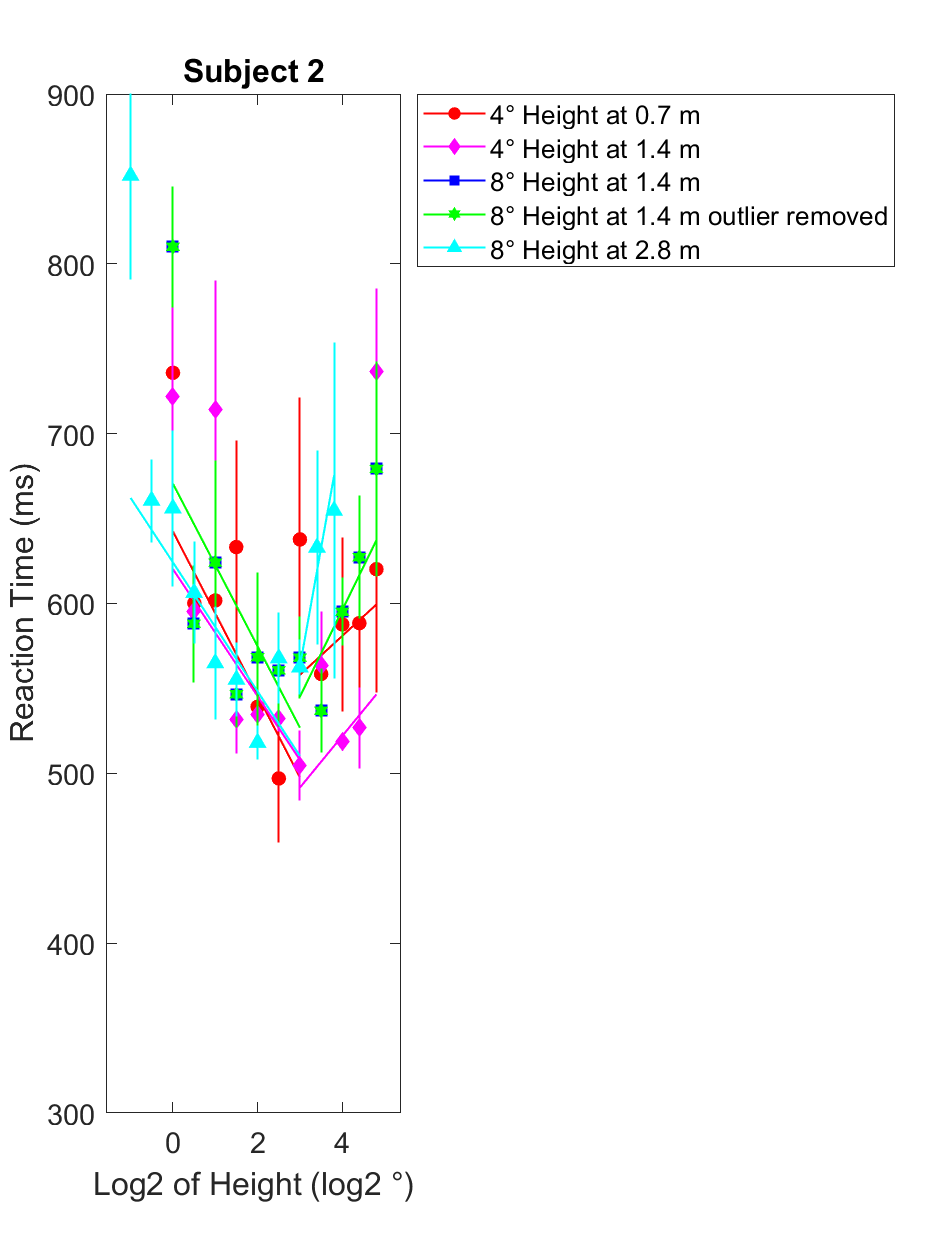 Subject 2
900
800
700
600
500
400
300
0 2 4
Reaction Time (ms)
Log2 of Height (log2 °)
4° Height at 0.7 m
4° Height at 1.4 m
8° Height at 1.4 m
8° Height at 1.4 m outlier removed
8° Height at 2.8 m